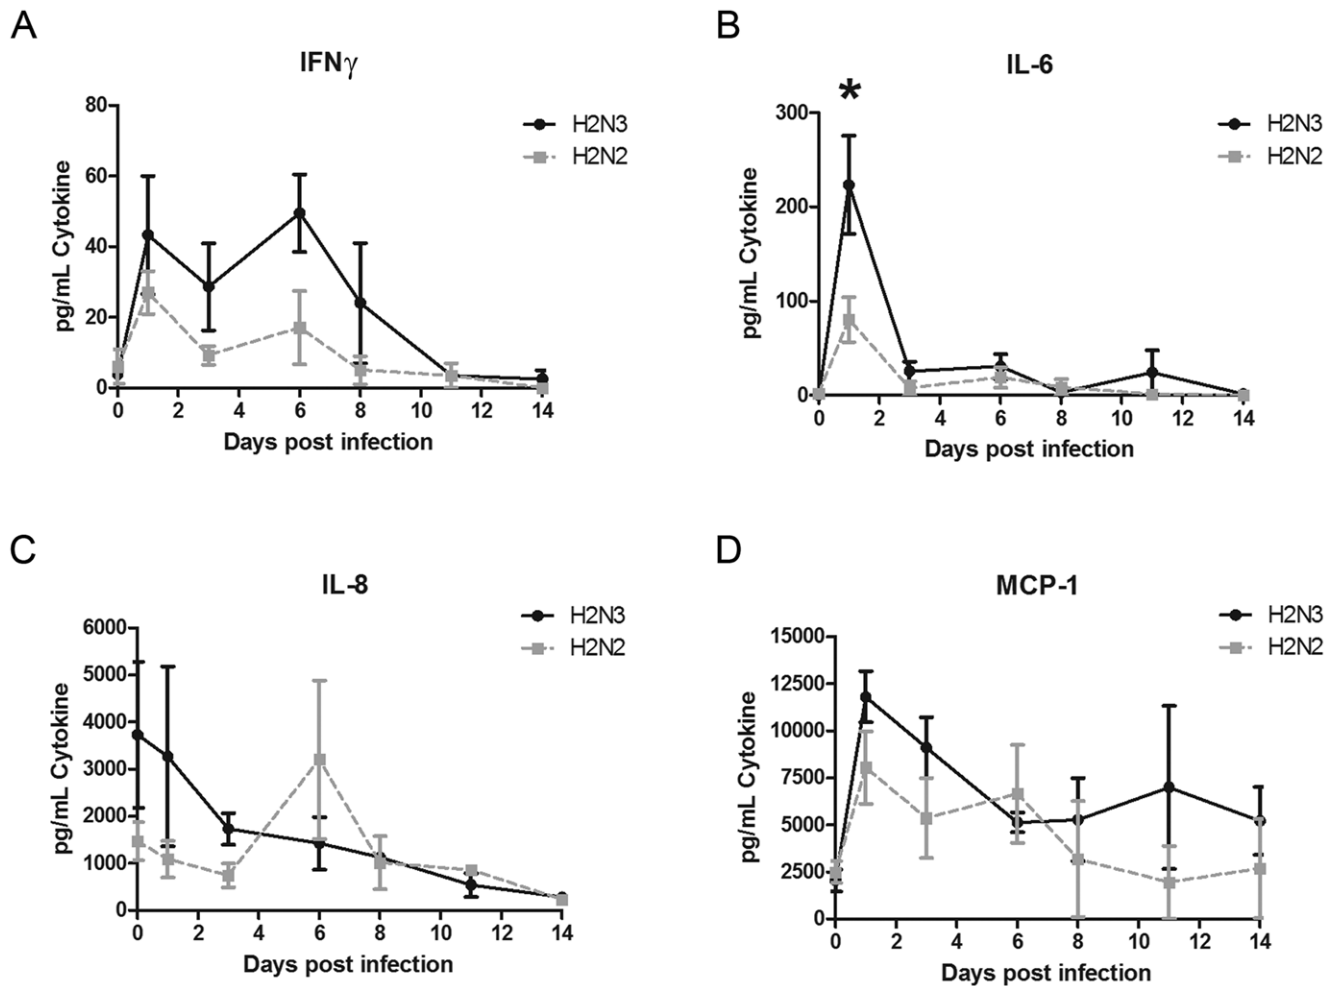 A
IFNγ
80
60
40
20
0
pg/mL Cytokine
0 2 4 6 8 10 12 14
Days post infection
H2N3
H2N2
B
IL-6
*
300
200
100
0
pg/mL Cytokine
0 2 4 6 8 10 12 14
Days post infection
H2N3
H2N2
C
IL-8
6000
5000
4000
3000
2000
1000
0
pg/mL Cytokine
0 2 4 6 8 10 12 14
Days post infection
H2N3
H2N2
D
MCP-1
15000
12500
10000
7500
5000
2500
0
pg/mL Cytokine
0 2 4 6 8 10 12 14
Days post infection
H2N3
H2N2